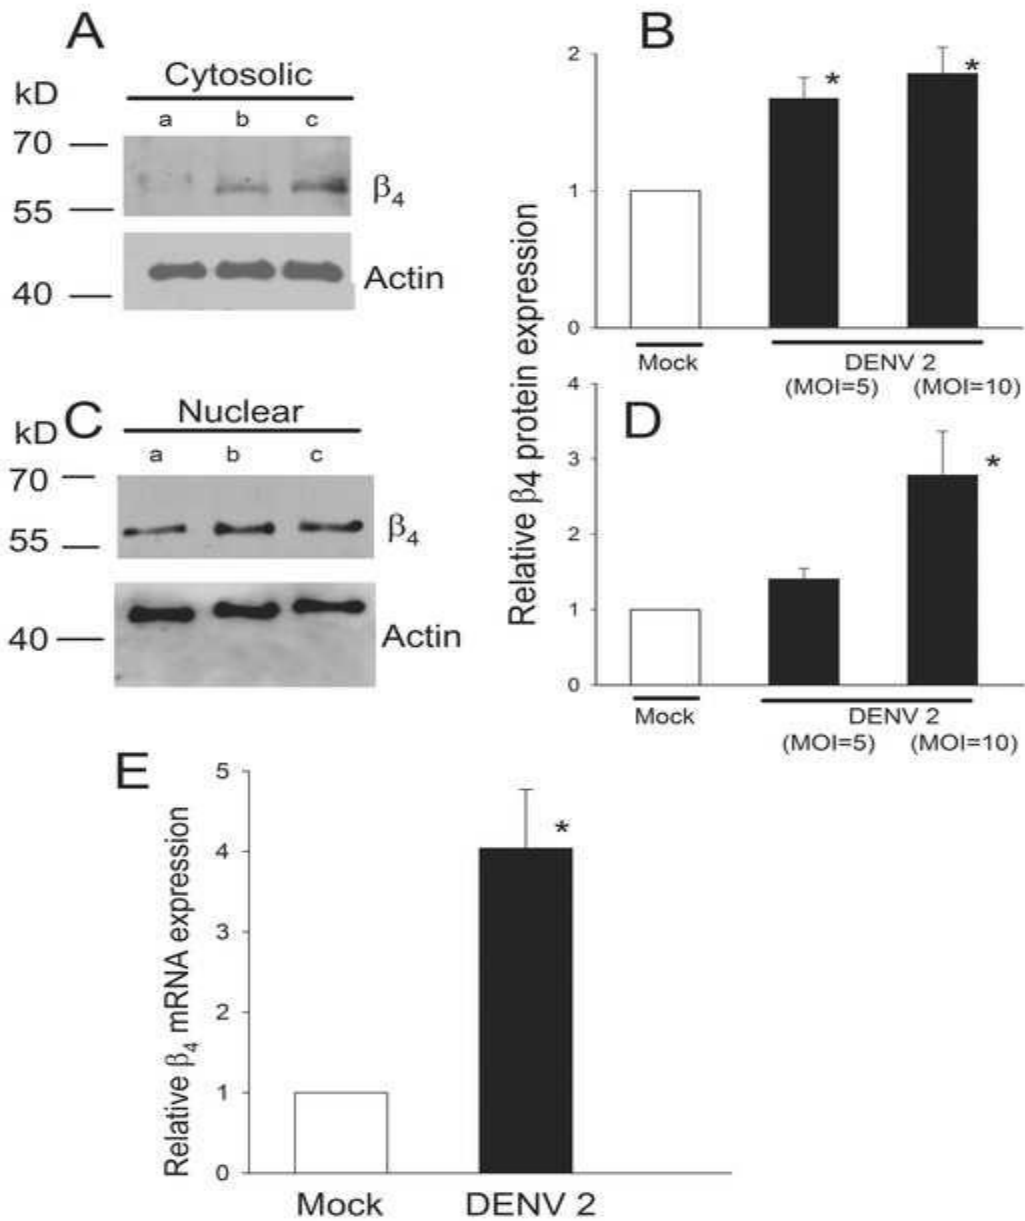 A
Cytosolic
kD
a b c
70
55
β4
40
Actin
B
2
1
0
Mock
DENV 2
(MOI=5) (MOI=10)
*
*
Relative β4 protein expression
C
Nuclear
kD
a b c
70
55
β4
40
Actin
D
4
3
2
1
0
Mock
DENV 2
(MOI=5) (MOI=10)
*
E
Relative β4 mRNA expression
5
4
3
2
1
0
*
Mock DENV 2